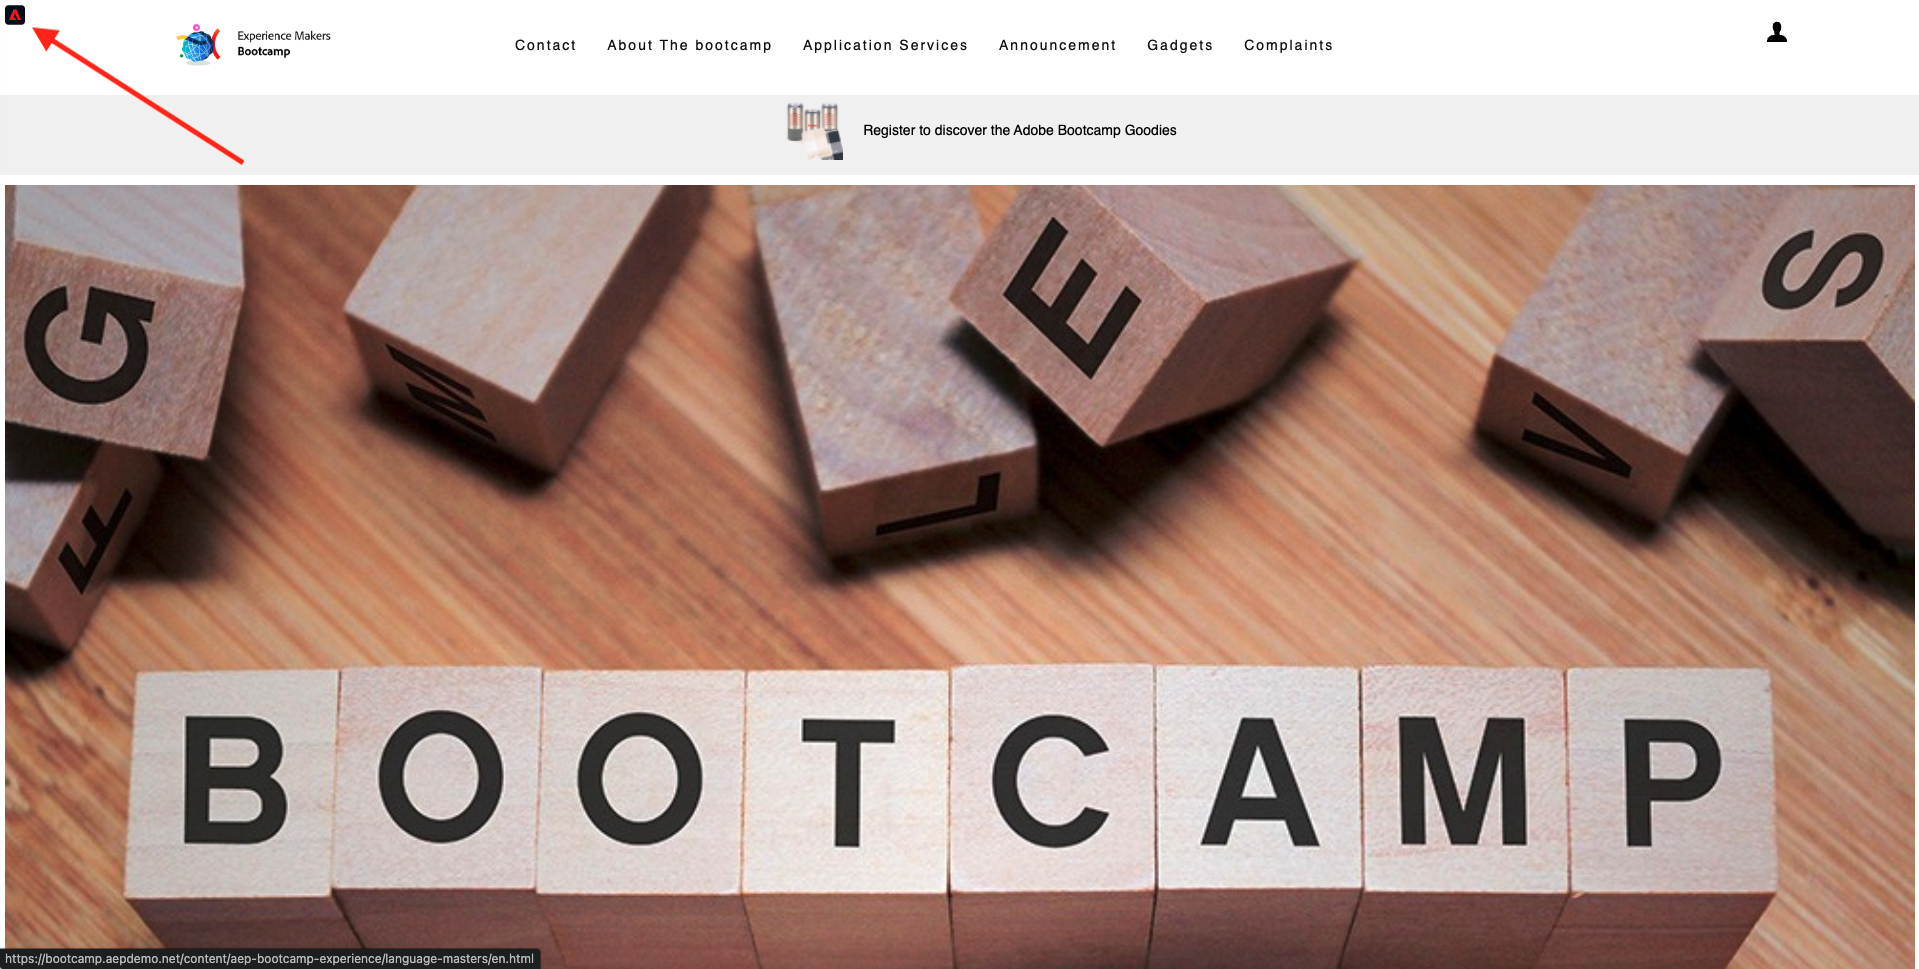 Experience Makers
Bootcamp
Contact About The bootcamp Application Services Announcement Gadgets Complaints
Register to discover the Adobe Bootcamp Goodies
G M L E V S
F
BOOTCAMP
https://bootcamp.aepdemo.net/content/aep-bootcamp-experience/language-masters/en.html